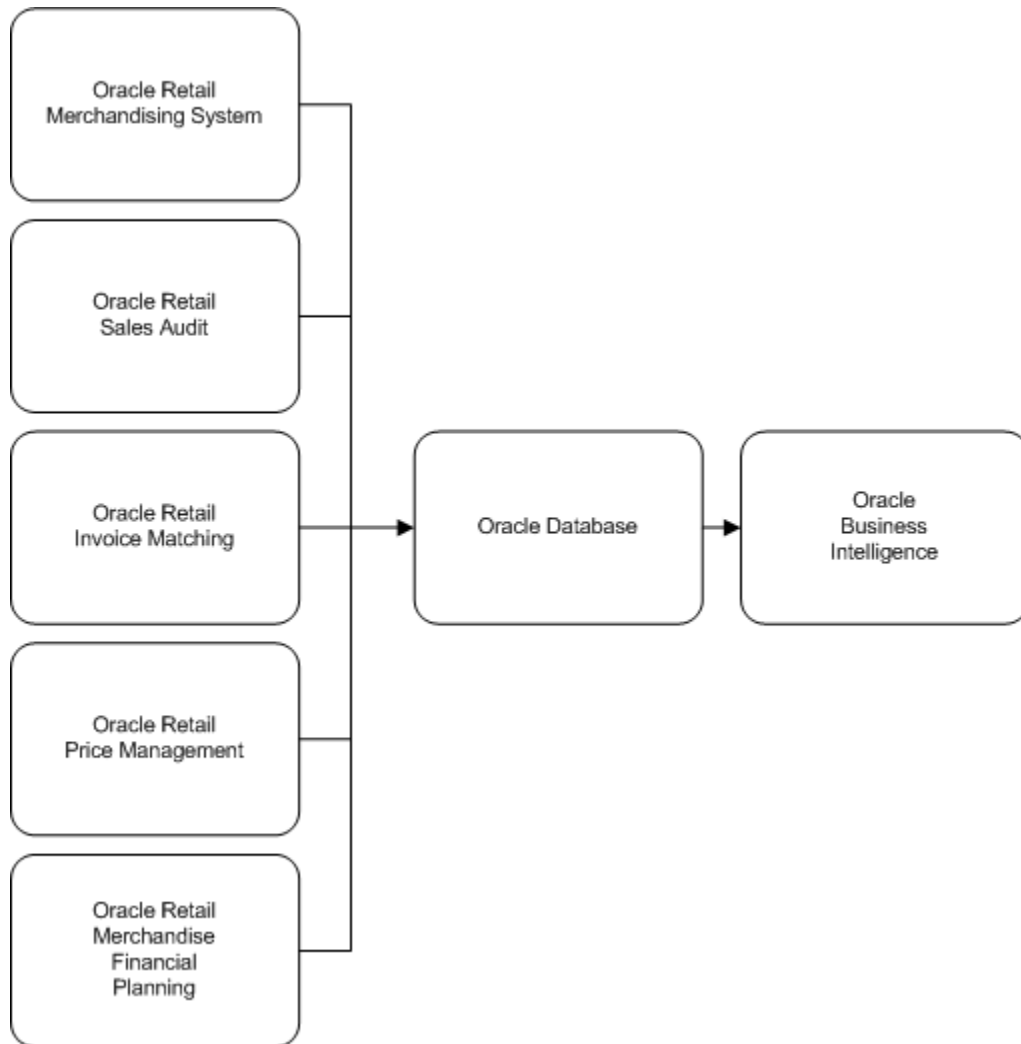 Oracle Retail
Merchandising System
Oracle Retail
Sales Audit
Oracle Retail
Invoice Matching
Oracle Database
Oracle
Business
Intelligence
Oracle Retail
Price Management
Oracle Retail
Merchandise
Financial
Planning